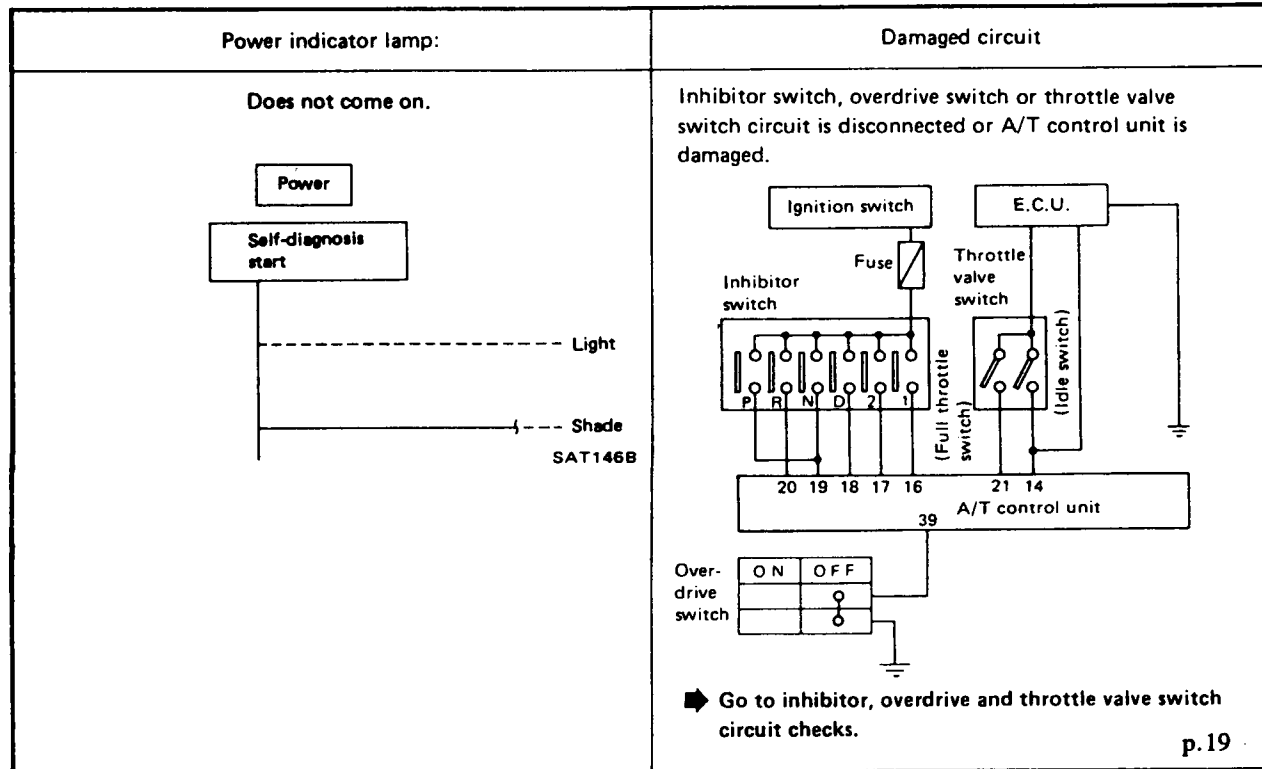 Power indicator lamp:
Damaged circuit
Does not come on.
Power
Self-diagnosis
start
Light
Shade
SAT146B
Inhibitor switch, overdrive switch or throttle valve
switch circuit is disconnected or A/T control unit is
damaged.
Ignition switch
E.C.U.
Fuse
Throttle
valve
switch
Inhibitor
switch
P R N D 2 1
(Full throttle
switch)
(Idle switch)
20 19 18 17 16 21 14
A/T control unit
39
Over-
drive
switch
ON OFF
Go to inhibitor, overdrive and throttle valve switch
circuit checks.
p.19